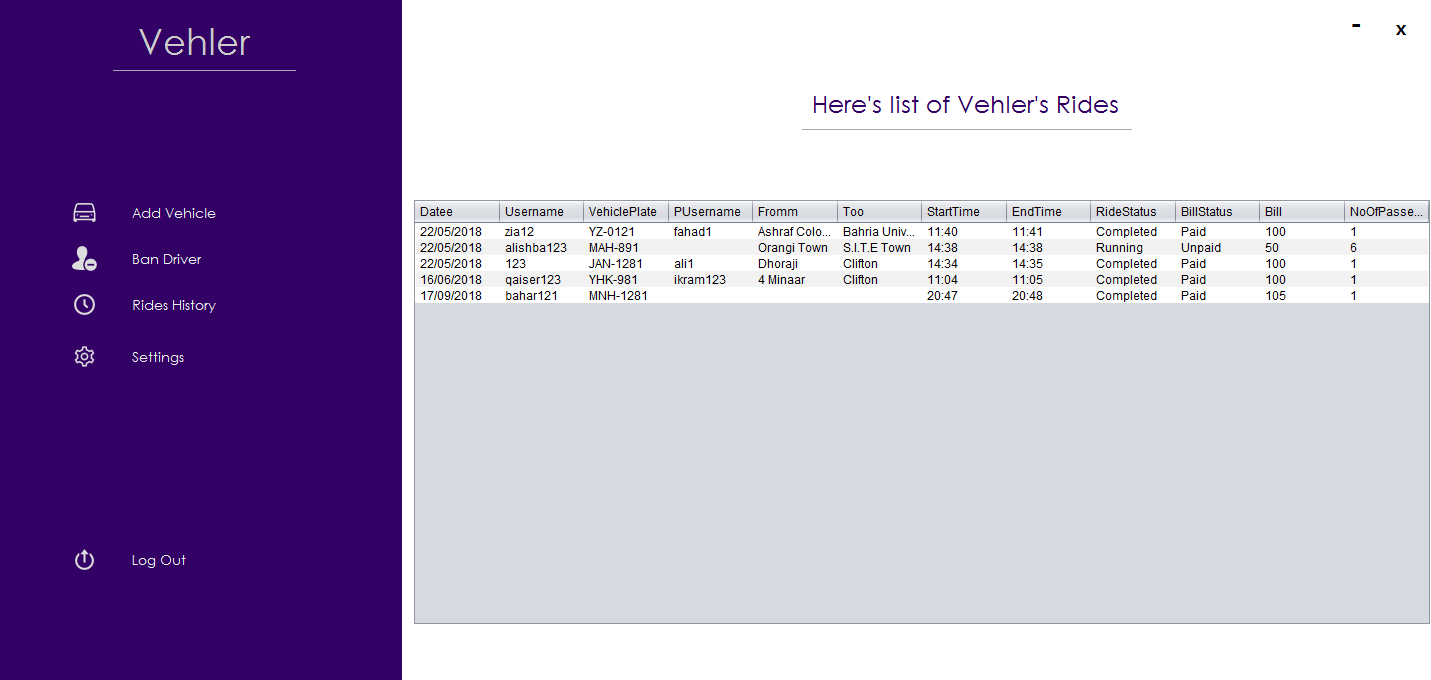 Vehler
- x
Here's list of Vehler's Rides
Add Vehicle
Ban Driver
Rides History
Settings
Log Out
Datee Username VehiclePlate PUsername Fromm Too StartTime EndTime RideStatus BillStatus Bill NoOfPasse...
22/05/2018 zia12 YZ-0121 fahad1 Ashraf Colo... Bahria Univ... 11:40 11:41 Completed Paid 100 1
22/05/2018 alishba123 MAH-891 Orangi Town S.I.T.E Town 14:38 14:38 Running Unpaid 50 6
22/05/2018 123 JAN-1281 ali1 Dhoraji Clifton 14:34 14:35 Completed Paid 100 1
16/06/2018 qaiser123 YHK-981 ikram123 4 Minaar Clifton 11:04 11:05 Completed Paid 100 1
17/09/2018 bahar121 MNH-1281 20:47 20:48 Completed Paid 105 1